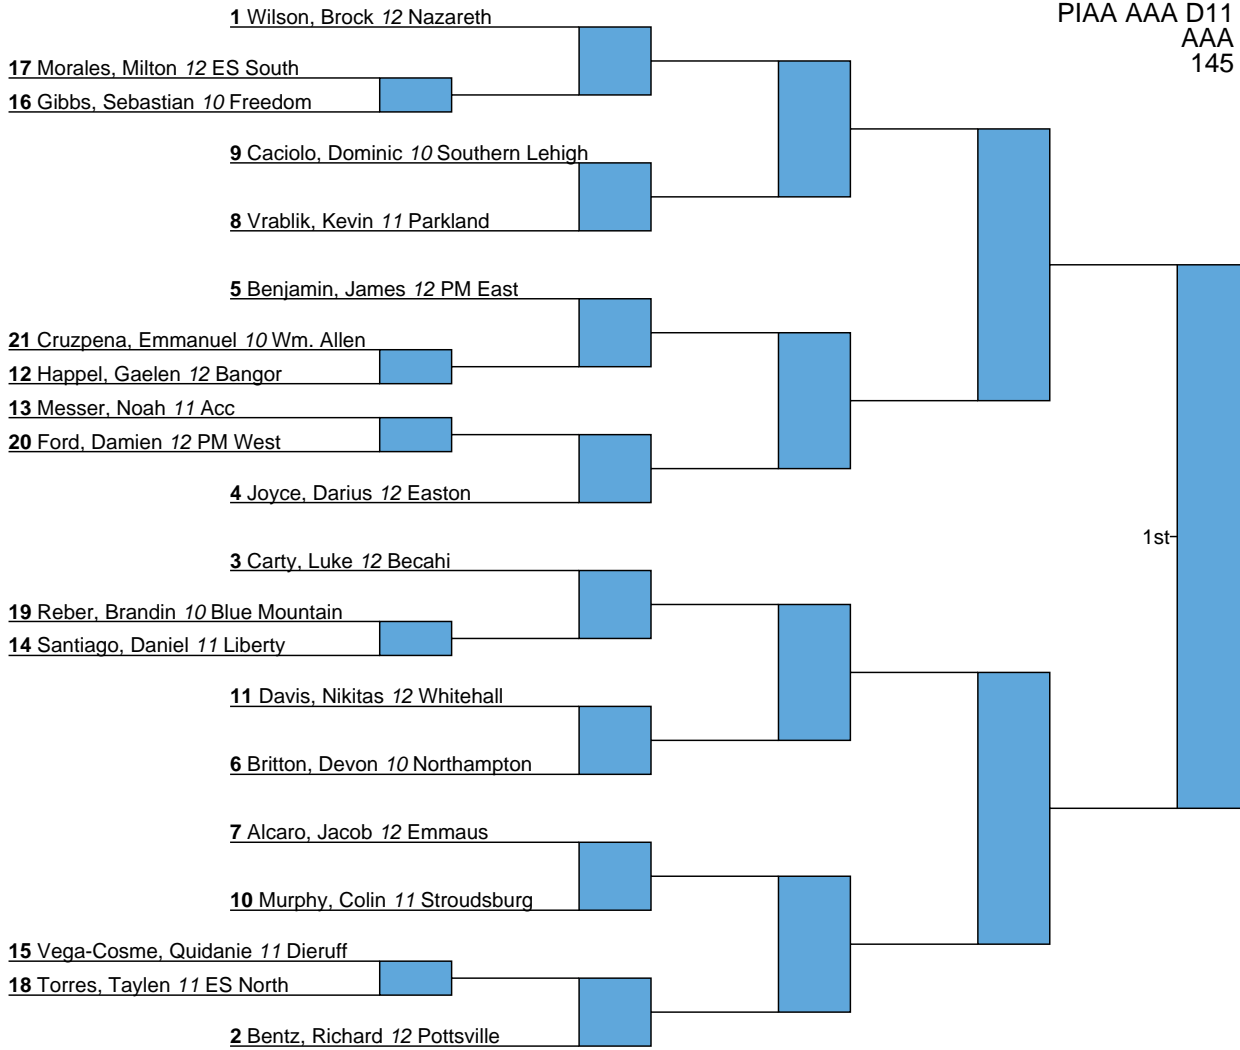 PIAA AAA D11
AAA
145
1 Wilson, Brock 12 Nazareth
17 Morales, Milton 12 ES South
16 Gibbs, Sebastian 10 Freedom
9 Caciolo, Dominic 10 Southern Lehigh
8 Vrablik, Kevin 11 Parkland
5 Benjamin, James 12 PM East
21 Cruzpena, Emmanuel 10 Wm. Allen
12 Happel, Gaelen 12 Bangor
13 Messer, Noah 11 Acc
20 Ford, Damien 12 PM West
4 Joyce, Darius 12 Easton
3 Carty, Luke 12 Becahi
1st
19 Reber, Brandin 10 Blue Mountain
14 Santiago, Daniel 11 Liberty
11 Davis, Nikitas 12 Whitehall
6 Britton, Devon 10 Northampton
7 Alcaro, Jacob 12 Emmaus
10 Murphy, Colin 11 Stroudsburg
15 Vega-Cosme, Quidanie 11 Dieruff
18 Torres, Taylen 11 ES North
2 Bentz, Richard 12 Pottsville